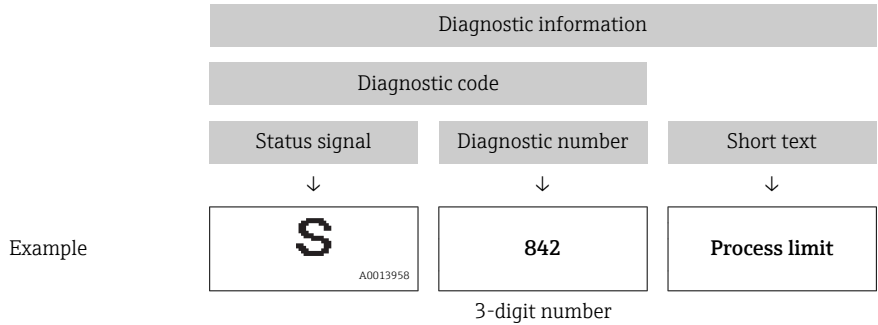 Diagnostic information
Diagnostic code
Status signal Diagnostic number Short text
↓ ↓ ↓
Example S 842 Process limit
A0013958
3-digit number